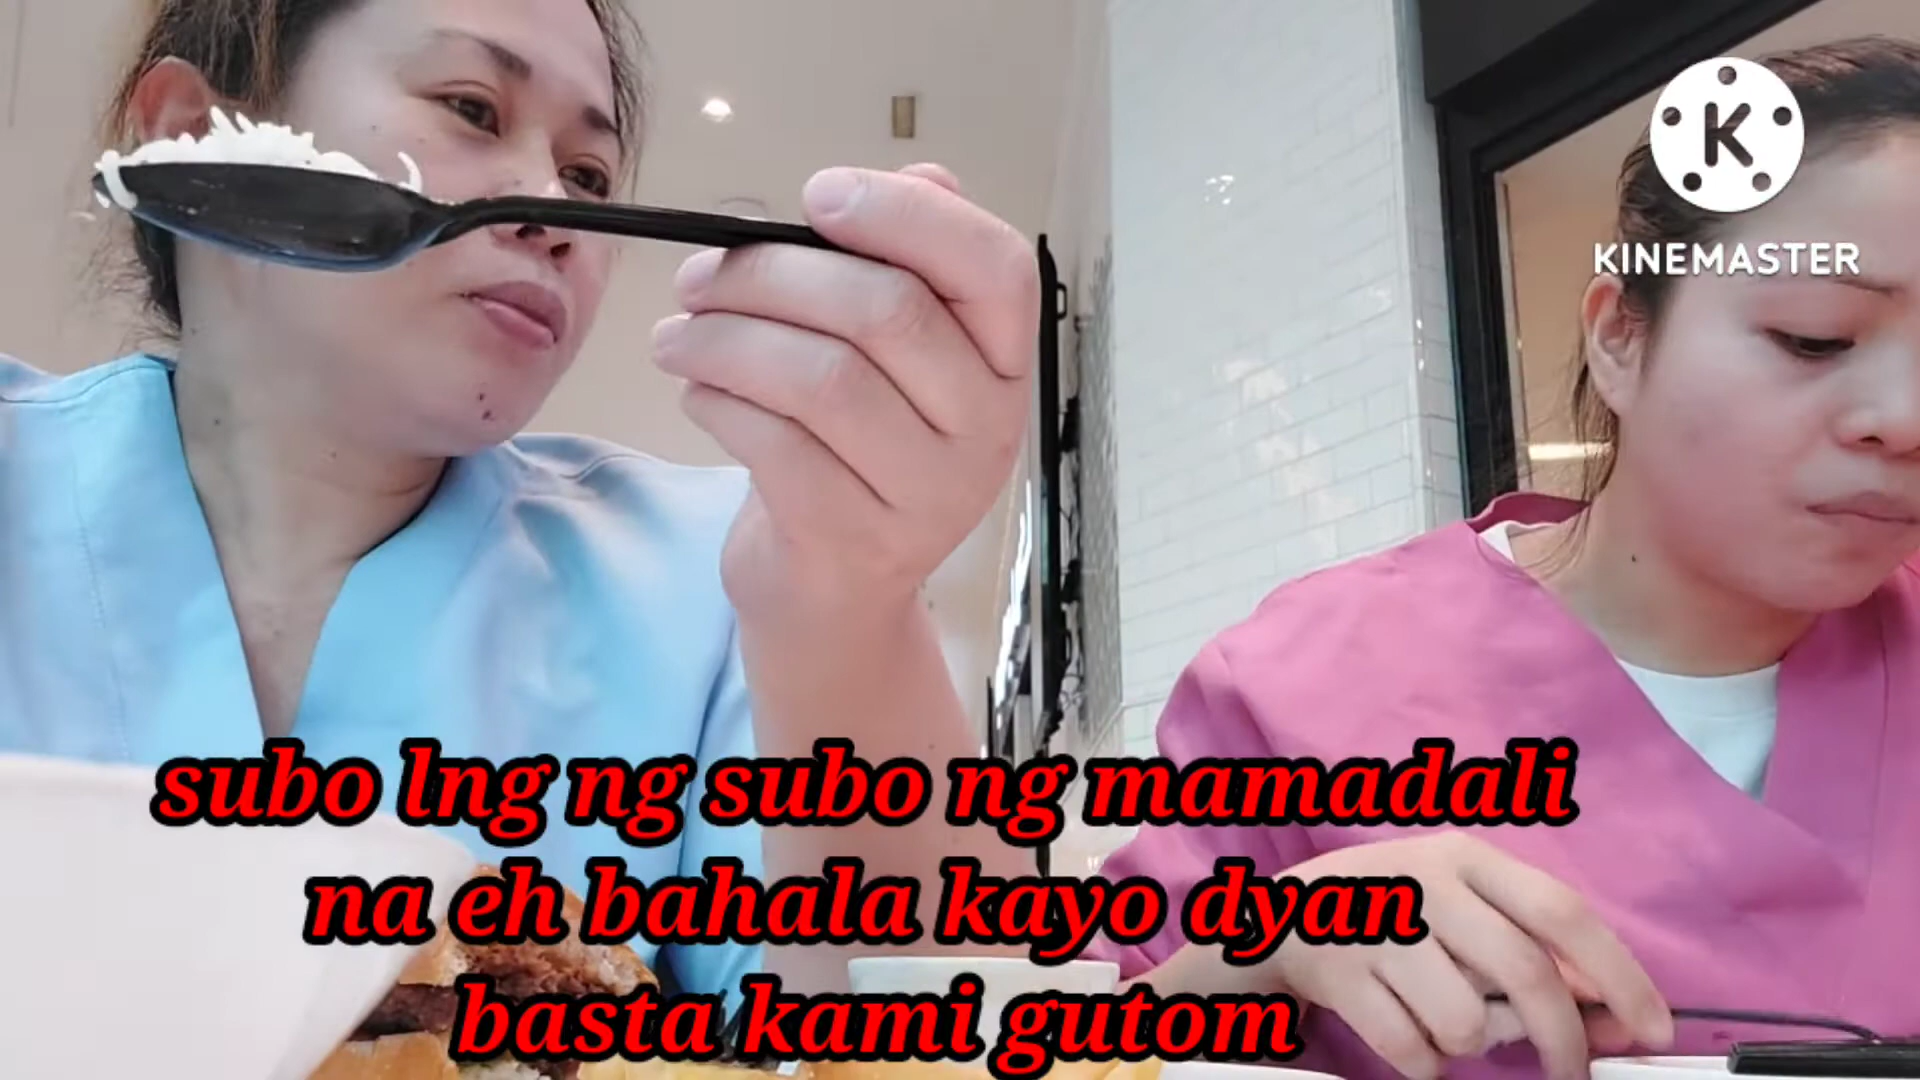 K
KINEMASTER
subo lng ng subo ng mamadali
na eh bahala kayo dyan
basta kami gutom